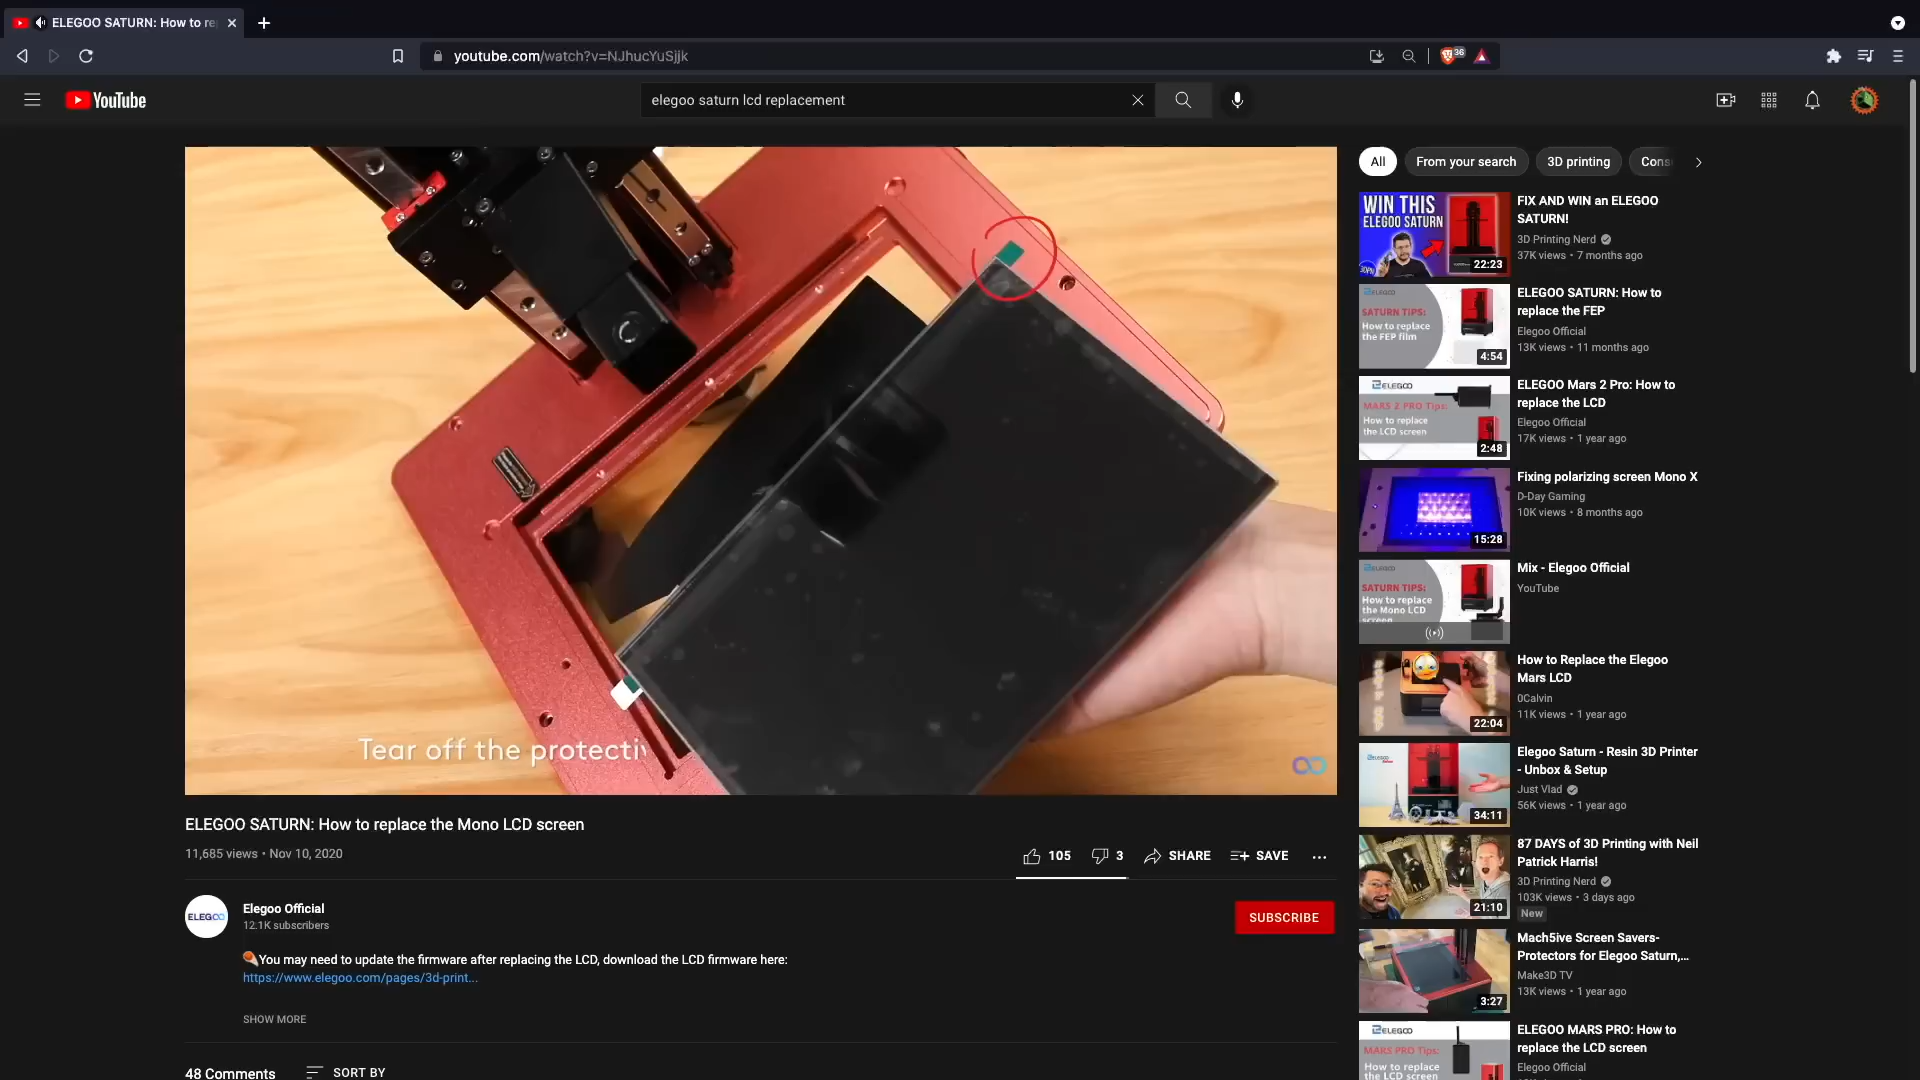 ELEGOO SATURN: How to re
youtube.com/watch?v=NJhucYuSjjk
36
YouTube
elegoo saturn lcd replacement
Tear off the protecti
ELEGOO SATURN: How to replace the Mono LCD screen
11,685 views • Nov 10, 2020
105
3
SHARE
SAVE
ELEGOO
Elegoo Official
12.1K subscribers
SUBSCRIBE
You may need to update the firmware after replacing the LCD, download the LCD firmware here:
https://www.elegoo.com/pages/3d-print...
SHOW MORE
48 Comments
SORT BY
All
From your search
3D printing
Cons
WIN THIS
ELEGOO SATURN
22:23
FIX AND WIN an ELEGOO
SATURN!
3D Printing Nerd
37K views • 7 months ago
ELEGOO
SATURN TIPS:
How to replace
the FEP film
4:54
ELEGOO SATURN: How to
replace the FEP
Elegoo Official
13K views • 11 months ago
ELEGOO
MARS 2 PRO Tips:
How to replace
the LCD screen
2:48
ELEGOO Mars 2 Pro: How to
replace the LCD
Elegoo Official
17K views • 1 year ago
15:28
Fixing polarizing screen Mono X
D-Day Gaming
10K views • 8 months ago
ELEGOO
SATURN TIPS:
How to replace
the Mono LCD
screen
Mix - Elegoo Official
YouTube
22:04
How to Replace the Elegoo
Mars LCD
0Calvin
11K views • 1 year ago
34:11
Elegoo Saturn - Resin 3D Printer
- Unbox & Setup
Just Vlad
56K views • 1 year ago
21:10
87 DAYS of 3D Printing with Neil
Patrick Harris!
3D Printing Nerd
103K views • 3 days ago
New
3:27
Mach5ive Screen Savers-
Protectors for Elegoo Saturn,...
Make3D TV
13K views • 1 year ago
ELEGOO
MARS PRO Tips:
How to replace
the LCD screen
ELEGOO MARS PRO: How to
replace the LCD screen
Elegoo Official